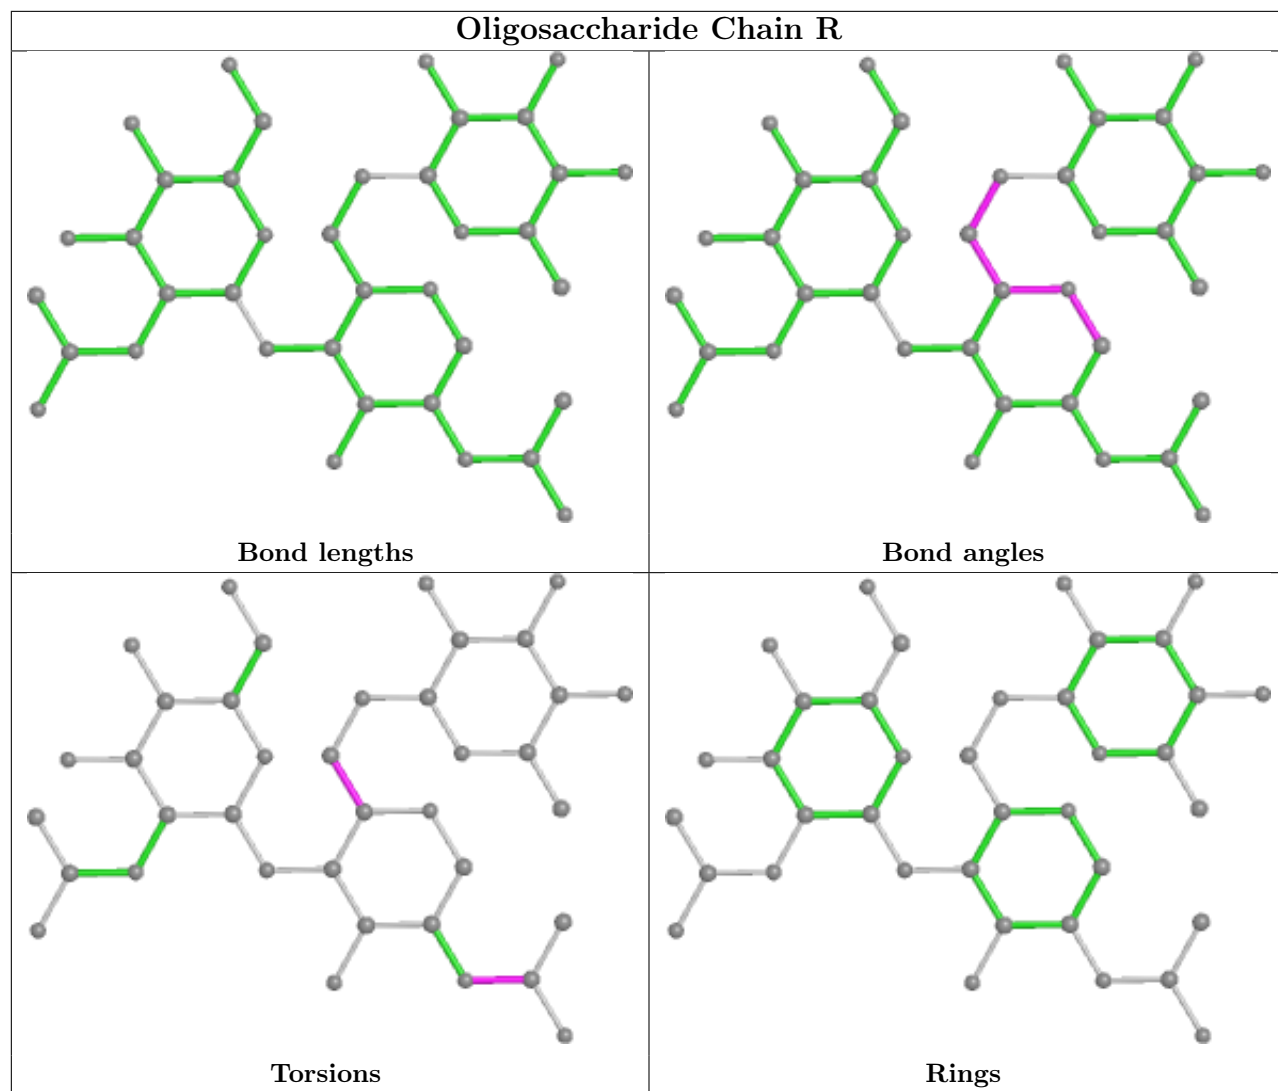 Oligosaccharide Chain R
Bond lengths
Bond angles
Torsions
Rings